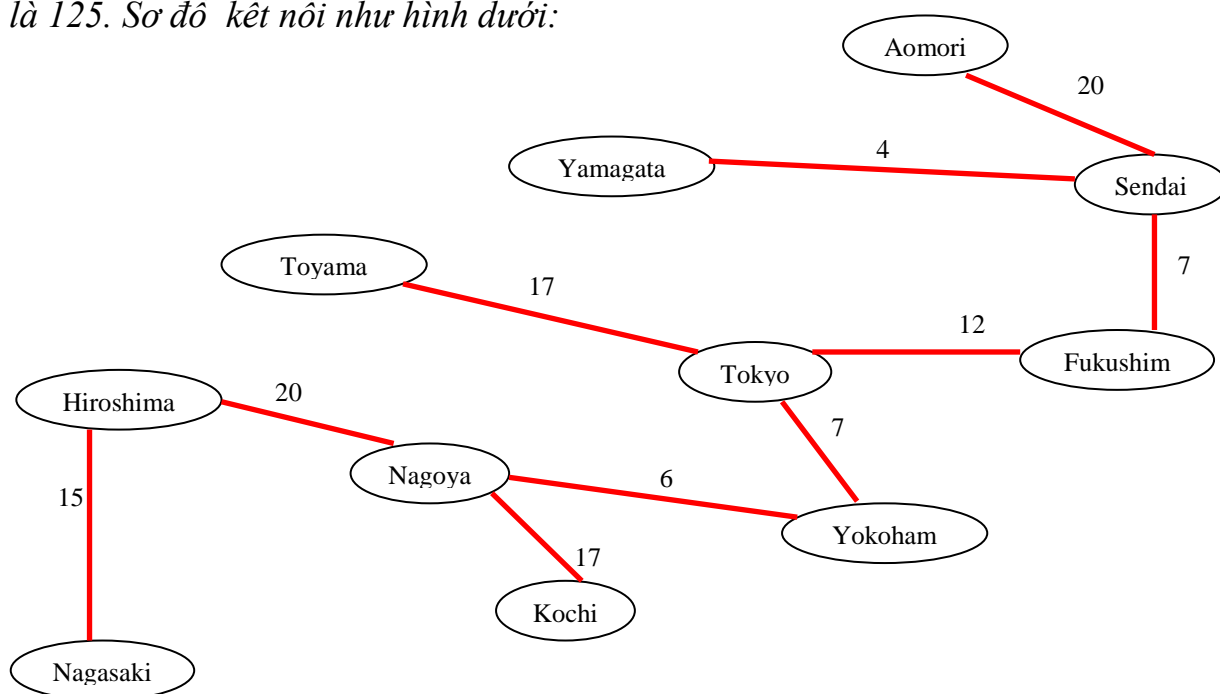 là 125. Sơ đồ kết nối như hình dưới:
Aomori
20
4
Yamagata
Sendai
7
Toyama
17
12
Tokyo
Fukushim
20
Hiroshima
7
Nagoya
6
15
Yokoham
17
Kochi
Nagasaki